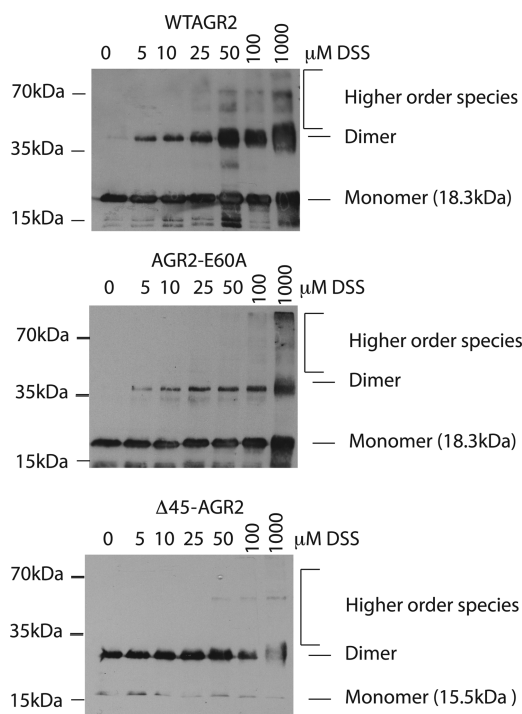 WTAGR2
0 5 10 25 50 100 1000 µM DSS
70kDa
Higher order species
Dimer
35kDa
Monomer (18.3kDa)
15kDa
AGR2-E60A
0 5 10 25 50 100 1000 µM DSS
70kDa
Higher order species
Dimer
35kDa
Monomer (18.3kDa)
15kDa
Δ45-AGR2
0 5 10 25 50 100 1000 µM DSS
70kDa
Higher order species
35kDa
Dimer
Monomer (15.5kDa )
15kDa